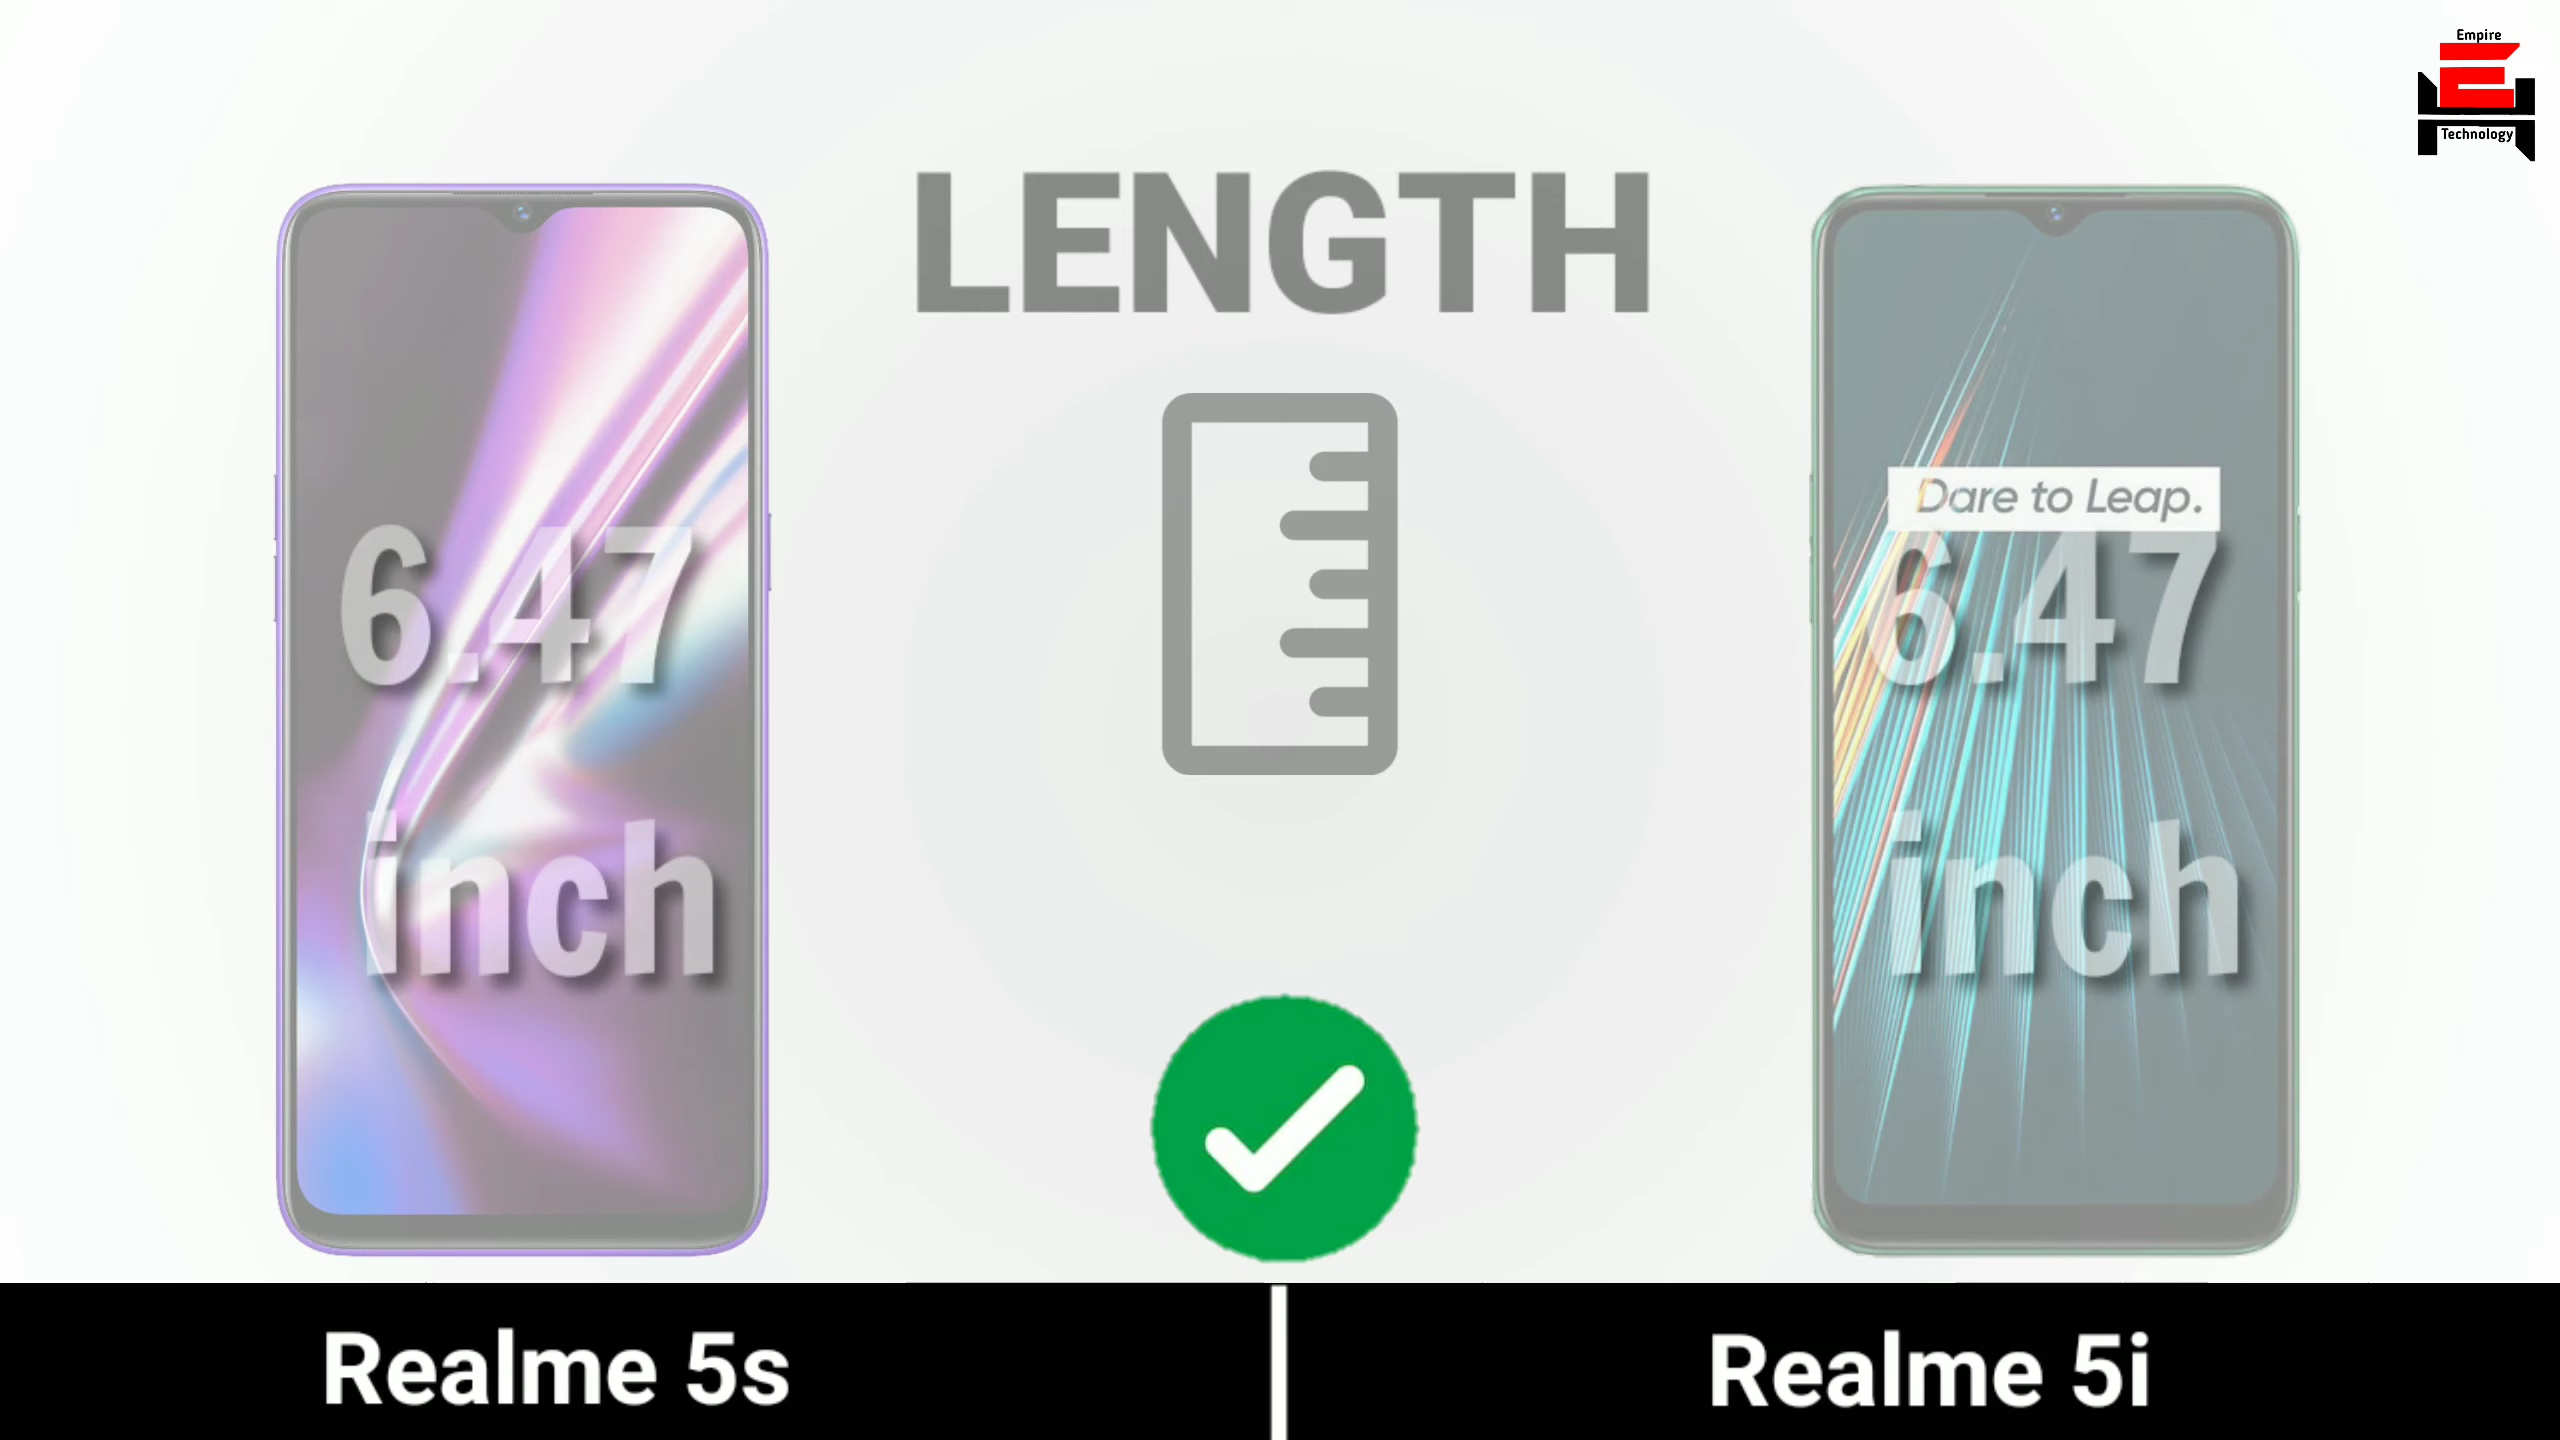 Empire
Technology
LENGTH
6.47
inch
Dare to Leap.
6.47
inch
Realme 5s
Realme 5i